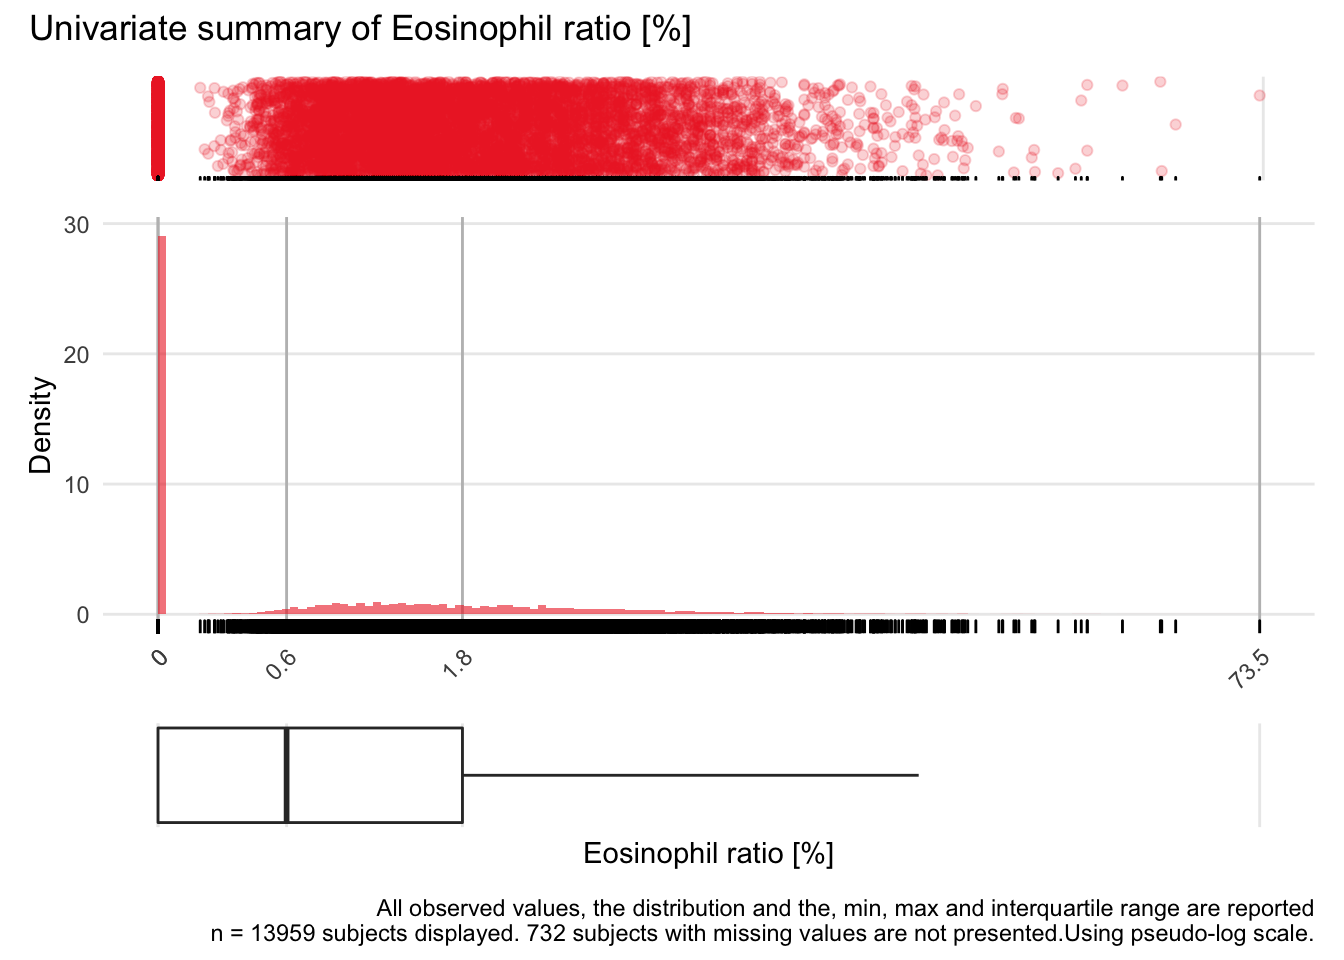 Univariate summary of Eosinophil ratio [%]
30
20
10
0
Density
0
0.6
1.8
73.5
Eosinophil ratio [%]
All observed values, the distribution and the, min, max and interquartile range are reported
n = 13959 subjects displayed. 732 subjects with missing values are not presented.Using pseudo-log scale.